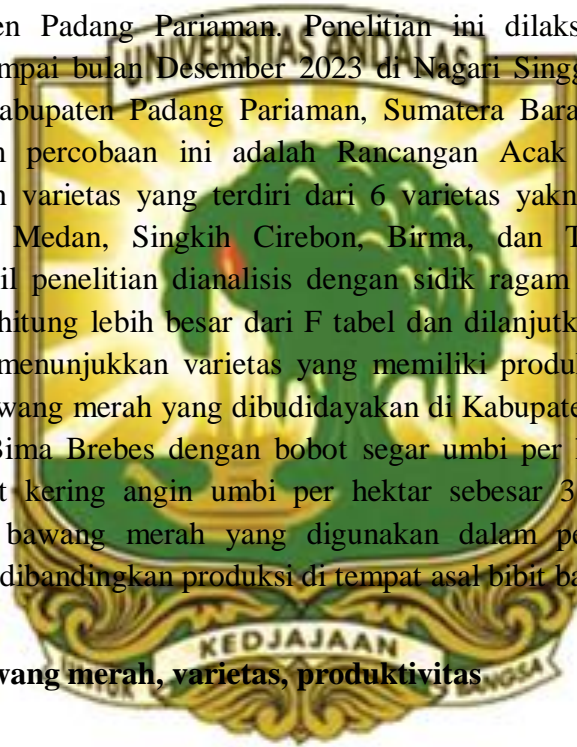 en Padang Pariaman. Penelitian ini dilaks
UNIVERSITAS ANDALAS
mpai bulan Desember 2023 di Nagari Singg
abupaten Padang Pariaman, Sumatera Bara
percobaan ini adalah Rancangan Acak
varietas yang terdiri dari 6 varietas yakn
Medan, Singkih Cirebon, Birma, dan T
il penelitian dianalisis dengan sidik ragam
hitung lebih besar dari F tabel dan dilanjutk
menunjukkan varietas yang memiliki produ
wang merah yang dibudidayakan di Kabupate
Bima Brebes dengan bobot segar umbi per
t kering angin umbi per hektar sebesar 3
bawang merah yang digunakan dalam pe
dibandingkan produksi di tempat asal bibit ba
KEDJAJAAN
wang merah, varietas, produktivitas
UNTUK BANGSA